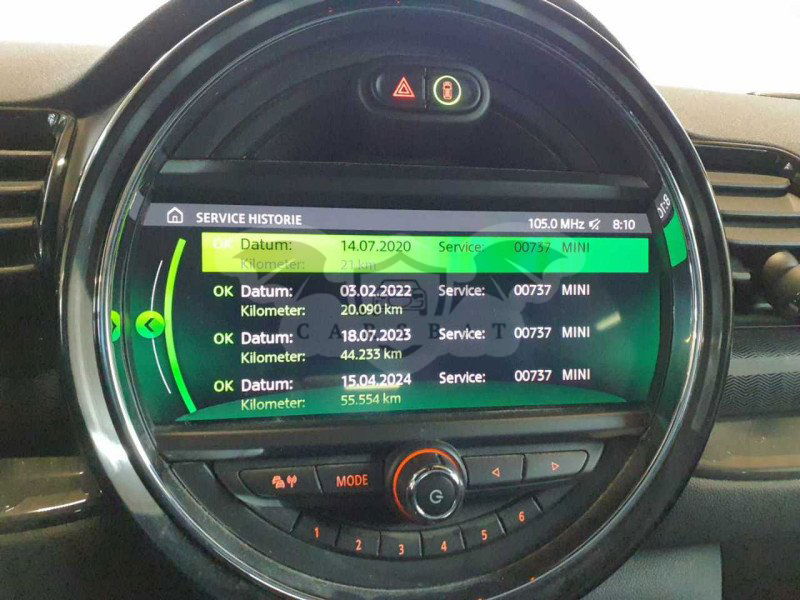 SERVICE HISTORIE 105.0 MHz 8:10
OK Datum: 14.07.2020 Service: 00737 MINI
Kilometer: 21 km
OK Datum: 03.02.2022 Service: 00737 MINI
Kilometer: 20.090 km
CARSBAT
OK Datum: 18.07.2023 Service: 00737 MINI
Kilometer: 44.233 km
OK Datum: 15.04.2024 Service: 00737 MINI
Kilometer: 55.554 km
MODE
1 2 3 4 5 6